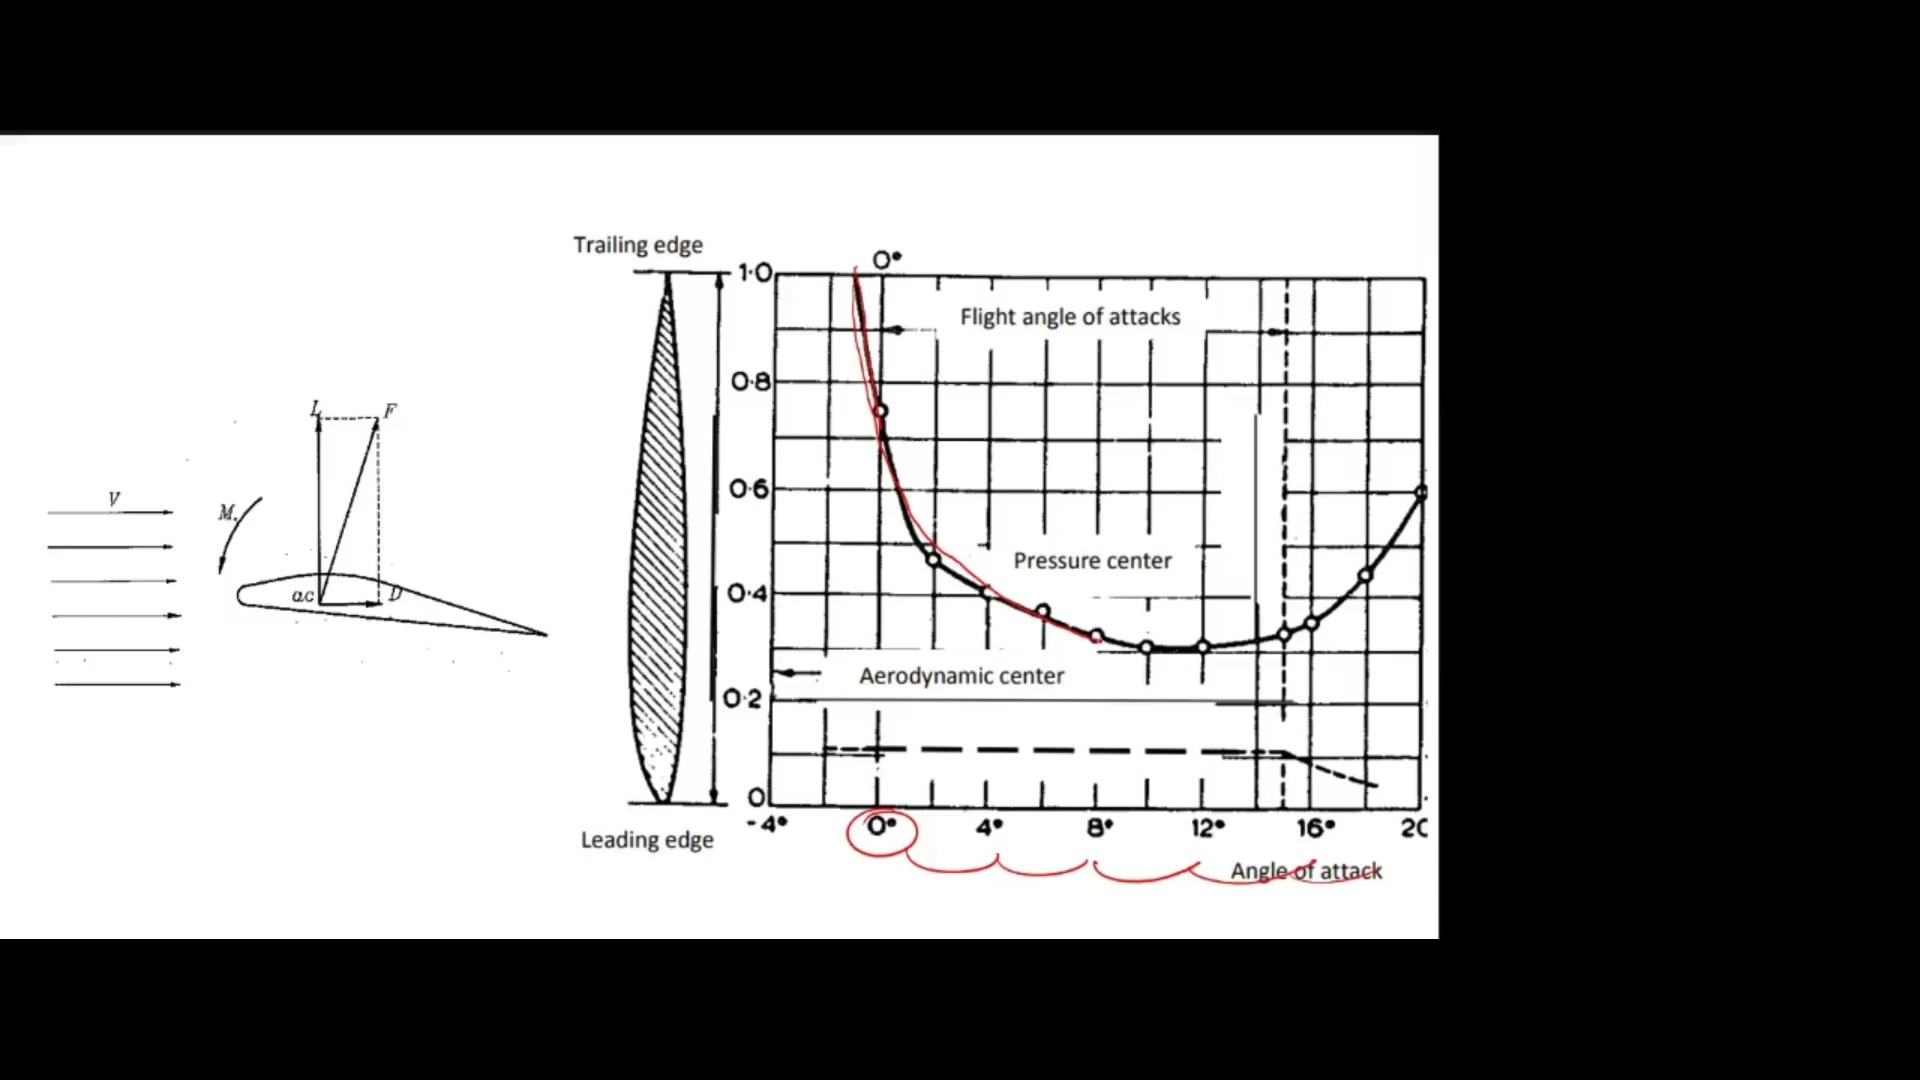 Trailing edge
0°
1·0
Flight angle of attacks
0·8
L F
V
M.
0·6
Pressure center
ac D
0·4
Aerodynamic center
0·2
0
-4° 0° 4° 8° 12° 16° 20
Leading edge
Angle of attack